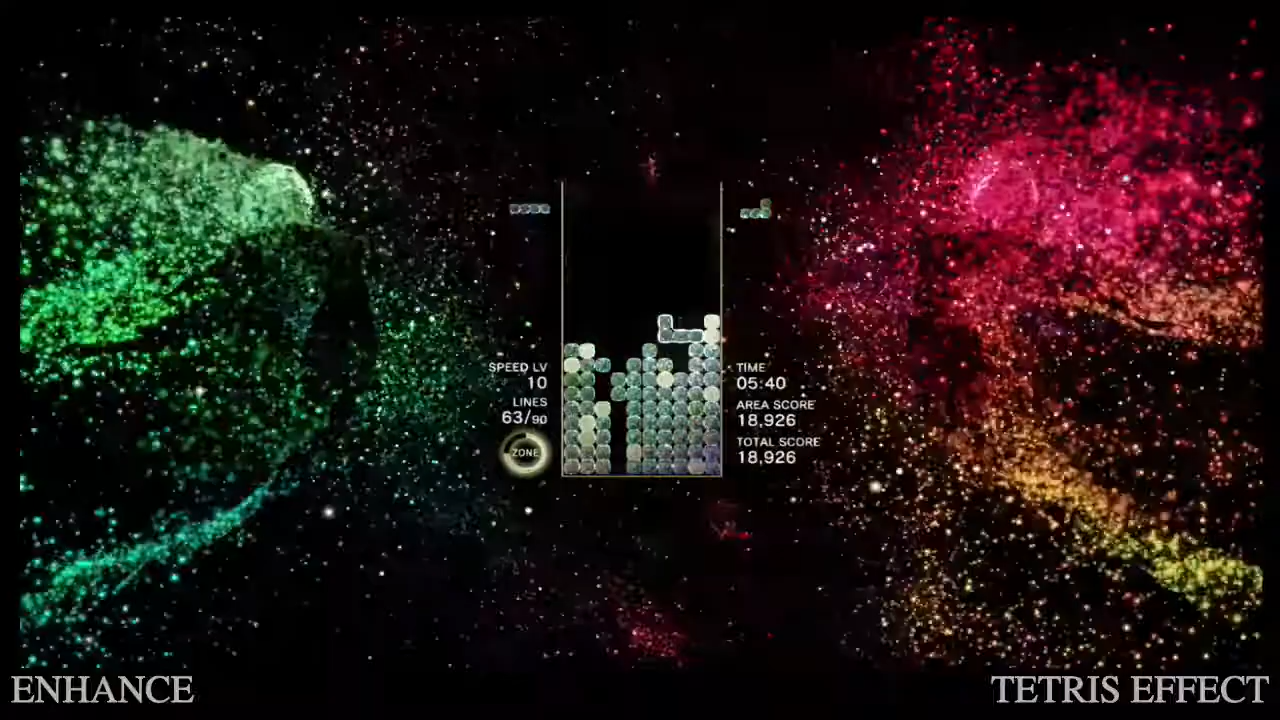 SPEED LV
10
LINES
63/90
ZONE
TIME
05:40
AREA SCORE
18,926
TOTAL SCORE
18,926
ENHANCE
TETRIS EFFECT